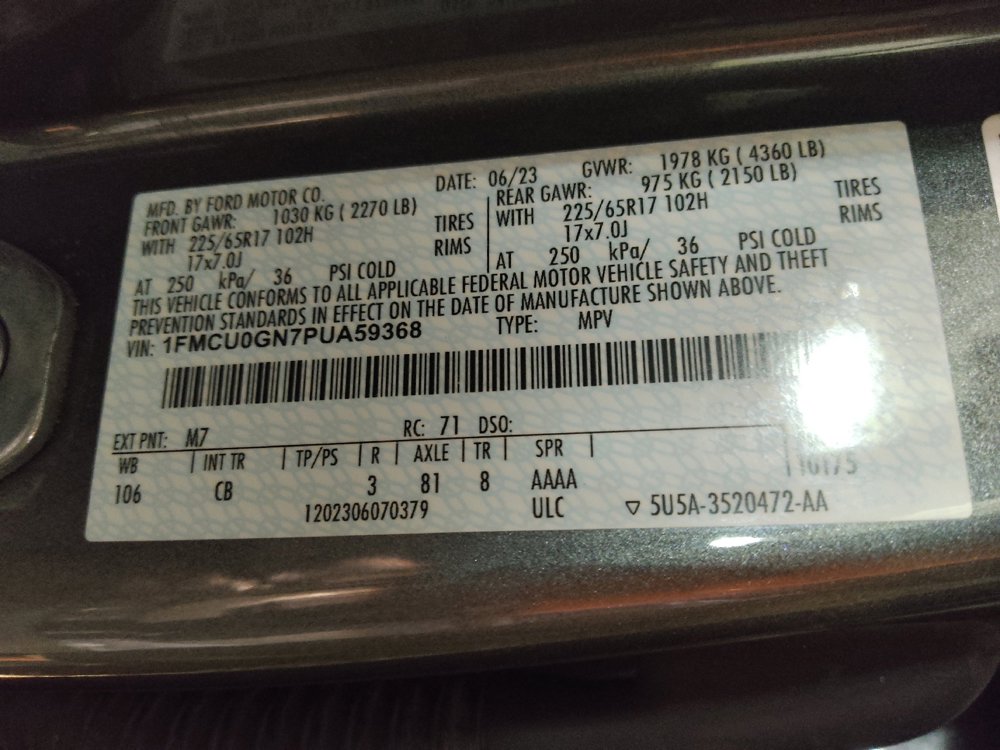 MFD. BY FORD MOTOR CO. DATE: 06/23 GVWR: 1978 KG ( 4360 LB)
FRONT GAWR: 1030 KG ( 2270 LB) REAR GAWR: 975 KG ( 2150 LB)
WITH 225/65R17 102H TIRES WITH 225/65R17 102H TIRES
17x7.0J RIMS 17x7.0J RIMS
AT 250 kPa/ 36 PSI COLD AT 250 kPa/ 36 PSI COLD
THIS VEHICLE CONFORMS TO ALL APPLICABLE FEDERAL MOTOR VEHICLE SAFETY AND THEFT
PREVENTION STANDARDS IN EFFECT ON THE DATE OF MANUFACTURE SHOWN ABOVE.
VIN: 1FMCU0GN7PUA59368 TYPE: MPV
EXT PNT: M7 RC: 71 DSO:
WB INT TR TP/PS R AXLE TR SPR
106 CB 3 81 8 AAAA
1202306070379 ULC ▽ 5U5A-3520472-AA